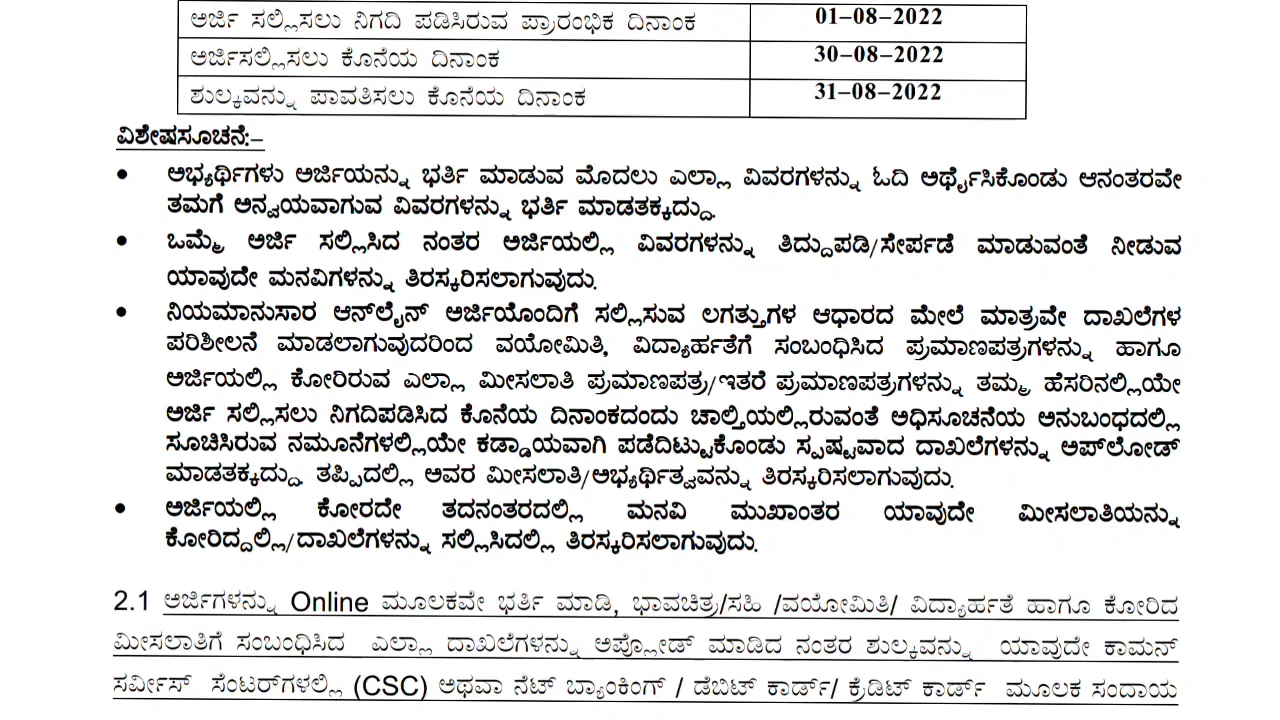 ಅರ್ಜಿ ಸಲ್ಲಿಸಲು ನಿಗದಿ ಪಡಿಸಿರುವ ಪ್ರಾರಂಭಿಕ ದಿನಾಂಕ 01-08-2022
ಅರ್ಜಿಸಲ್ಲಿಸಲು ಕೊನೆಯ ದಿನಾಂಕ 30-08-2022
ಶುಲ್ಕವನ್ನು ಪಾವತಿಸಲು ಕೊನೆಯ ದಿನಾಂಕ 31-08-2022
ವಿಶೇಷಸೂಚನೆ:-
• ಅಭ್ಯರ್ಥಿಗಳು ಅರ್ಜಿಯನ್ನು ಭರ್ತಿ ಮಾಡುವ ಮೊದಲು ಎಲ್ಲಾ ವಿವರಗಳನ್ನು ಓದಿ ಅರ್ಥೈಸಿಕೊಂಡು ಆನಂತರವೇ
ತಮಗೆ ಅನ್ವಯವಾಗುವ ವಿವರಗಳನ್ನು ಭರ್ತಿ ಮಾಡತಕ್ಕದ್ದು.
• ಒಮ್ಮೆ ಅರ್ಜಿ ಸಲ್ಲಿಸಿದ ನಂತರ ಅರ್ಜಿಯಲ್ಲಿ ವಿವರಗಳನ್ನು ತಿದ್ದುಪಡಿ/ಸೇರ್ಪಡೆ ಮಾಡುವಂತೆ ನೀಡುವ
ಯಾವುದೇ ಮನವಿಗಳನ್ನು ತಿರಸ್ಕರಿಸಲಾಗುವುದು.
• ನಿಯಮಾನುಸಾರ ಆನ್‌ಲೈನ್ ಅರ್ಜಿಯೊಂದಿಗೆ ಸಲ್ಲಿಸುವ ಲಗತ್ತುಗಳ ಆಧಾರದ ಮೇಲೆ ಮಾತ್ರವೇ ದಾಖಲೆಗಳ
ಪರಿಶೀಲನೆ ಮಾಡಲಾಗುವುದರಿಂದ ವಯೋಮಿತಿ, ವಿದ್ಯಾರ್ಹತೆಗೆ ಸಂಬಂಧಿಸಿದ ಪ್ರಮಾಣಪತ್ರಗಳನ್ನು ಹಾಗೂ
ಅರ್ಜಿಯಲ್ಲಿ ಕೋರಿರುವ ಎಲ್ಲಾ ಮೀಸಲಾತಿ ಪ್ರಮಾಣಪತ್ರ/ಇತರೆ ಪ್ರಮಾಣಪತ್ರಗಳನ್ನು ತಮ್ಮ ಹೆಸರಿನಲ್ಲಿಯೇ
ಅರ್ಜಿ ಸಲ್ಲಿಸಲು ನಿಗದಿಪಡಿಸಿದ ಕೊನೆಯ ದಿನಾಂಕದಂದು ಚಾಲ್ತಿಯಲ್ಲಿರುವಂತೆ ಅಧಿಸೂಚನೆಯ ಅನುಬಂಧದಲ್ಲಿ
ಸೂಚಿಸಿರುವ ನಮೂನೆಗಳಲ್ಲಿಯೇ ಕಡ್ಡಾಯವಾಗಿ ಪಡೆದಿಟ್ಟುಕೊಂಡು ಸ್ಪಷ್ಟವಾದ ದಾಖಲೆಗಳನ್ನು ಅಪ್‌ಲೋಡ್
ಮಾಡತಕ್ಕದ್ದು. ತಪ್ಪಿದಲ್ಲಿ ಅವರ ಮೀಸಲಾತಿ/ಅಭ್ಯರ್ಥಿತ್ವವನ್ನು ತಿರಸ್ಕರಿಸಲಾಗುವುದು.
• ಅರ್ಜಿಯಲ್ಲಿ ಕೋರದೇ ತದನಂತರದಲ್ಲಿ ಮನವಿ ಮುಖಾಂತರ ಯಾವುದೇ ಮೀಸಲಾತಿಯನ್ನು
ಕೋರಿದ್ದಲ್ಲಿ/ದಾಖಲೆಗಳನ್ನು ಸಲ್ಲಿಸಿದಲ್ಲಿ ತಿರಸ್ಕರಿಸಲಾಗುವುದು.
2.1 ಅರ್ಜಿಗಳನ್ನು Online ಮೂಲಕವೇ ಭರ್ತಿ ಮಾಡಿ, ಭಾವಚಿತ್ರ/ಸಹಿ /ವಯೋಮಿತಿ/ ವಿದ್ಯಾರ್ಹತೆ ಹಾಗೂ ಕೋರಿದ
ಮೀಸಲಾತಿಗೆ ಸಂಬಂಧಿಸಿದ ಎಲ್ಲಾ ದಾಖಲೆಗಳನ್ನು ಅಪ್ಲೋಡ್ ಮಾಡಿದ ನಂತರ ಶುಲ್ಕವನ್ನು ಯಾವುದೇ ಕಾಮನ್
ಸರ್ವೀಸ್ ಸೆಂಟರ್‌ಗಳಲ್ಲಿ (CSC) ಅಥವಾ ನೆಟ್ ಬ್ಯಾಂಕಿಂಗ್ / ಡೆಬಿಟ್ ಕಾರ್ಡ್/ ಕ್ರೆಡಿಟ್ ಕಾರ್ಡ್ ಮೂಲಕ ಸಂದಾಯ